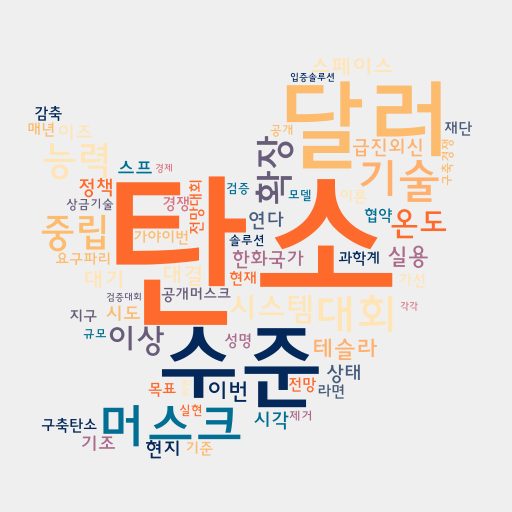 스페이스
입증솔루션
달러
감축
매년
이즈
공개
재단
능력
스프
경제
확장
급진외신
구축경쟁
정책
상금기술
경쟁
전망대회
검증
모델
이른
기술
탄소
중립
가야이번
연다
협약
온도
솔루션
요구파리
한화국가
과학계
실용
대기
대결
현재
기선
검증대회
공개머스크
시스템
대회
각각
지구
시도
규모
이상
성명
테슬라
수준
상태
목표
이번
전망
라면
실현
구축탄소
머스크
시각
제거
기조
현지
기준